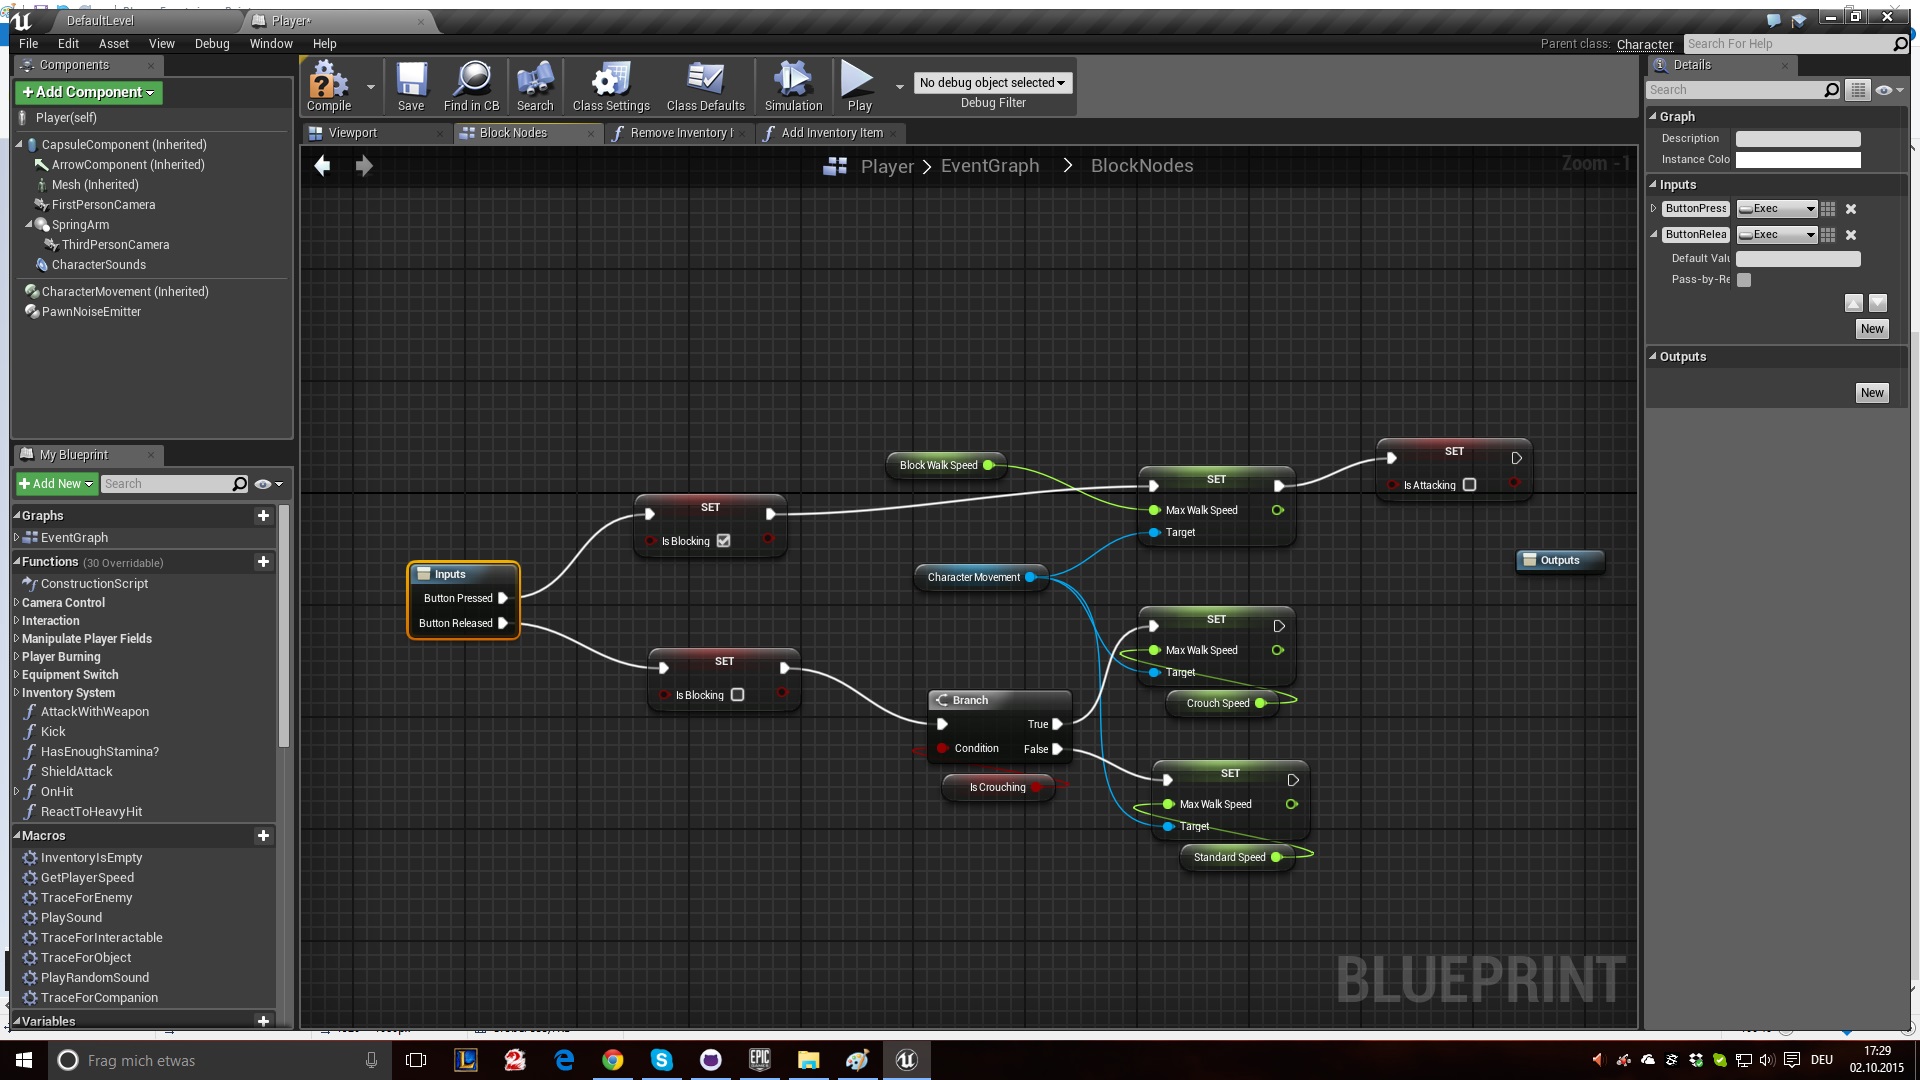 DefaultLevel
Player*
File Edit Asset View Debug Window Help
Parent class: Character
Search For Help
Components
+Add Component
Player(self)
CapsuleComponent (Inherited)
ArrowComponent (Inherited)
Mesh (Inherited)
FirstPersonCamera
SpringArm
ThirdPersonCamera
CharacterSounds
CharacterMovement (Inherited)
PawnNoiseEmitter
My Blueprint
+Add New
Search
Graphs
EventGraph
Functions (30 Overridable)
ConstructionScript
Camera Control
Interaction
Manipulate Player Fields
Player Burning
Equipment Switch
Inventory System
AttackWithWeapon
Kick
HasEnoughStamina?
ShieldAttack
OnHit
ReactToHeavyHit
Macros
InventoryIsEmpty
GetPlayerSpeed
TraceForEnemy
PlaySound
TraceForInteractable
TraceForObject
PlayRandomSound
TraceForCompanion
Variables
Compile
Save
Find in CB
Search
Class Settings
Class Defaults
Simulation
Play
No debug object selected
Debug Filter
Viewport
Block Nodes
Remove Inventory I
Add Inventory Item
Player > EventGraph > BlockNodes
Zoom -1
Inputs
Button Pressed
Button Released
SET
Is Blocking
SET
Is Blocking
Block Walk Speed
Character Movement
SET
Max Walk Speed
Target
SET
Is Attacking
Outputs
Branch
True
Condition
False
Is Crouching
SET
Max Walk Speed
Target
Crouch Speed
SET
Max Walk Speed
Target
Standard Speed
BLUEPRINT
Details
Search
Graph
Description
Instance Colo
Inputs
ButtonPress
Exec
ButtonRelea
Exec
Default Valu
Pass-by-Re
New
Outputs
New
Frag mich etwas
EPIC
GAMES
DEU
17:29
02.10.2015